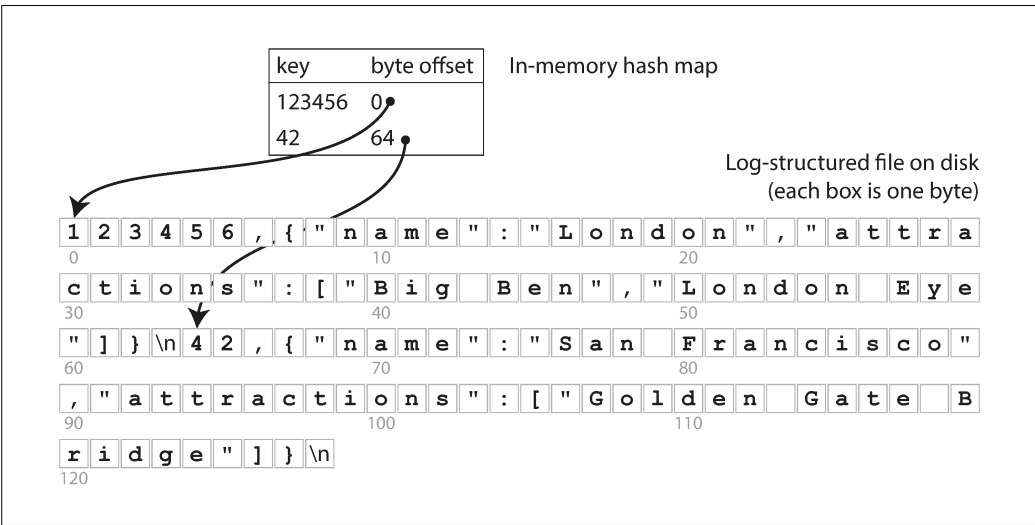 key byte offset In-memory hash map
123456 0
42 64
Log-structured file on disk
(each box is one byte)
123456,{"name":"London","attra
0 10 20
ctions":["Big Ben","London Eye
30 40 50
"]}\n42,{"name":"San Francisco"
60 70 80
,"attractions":["Golden Gate B
90 100 110
ridge"]}\n
120